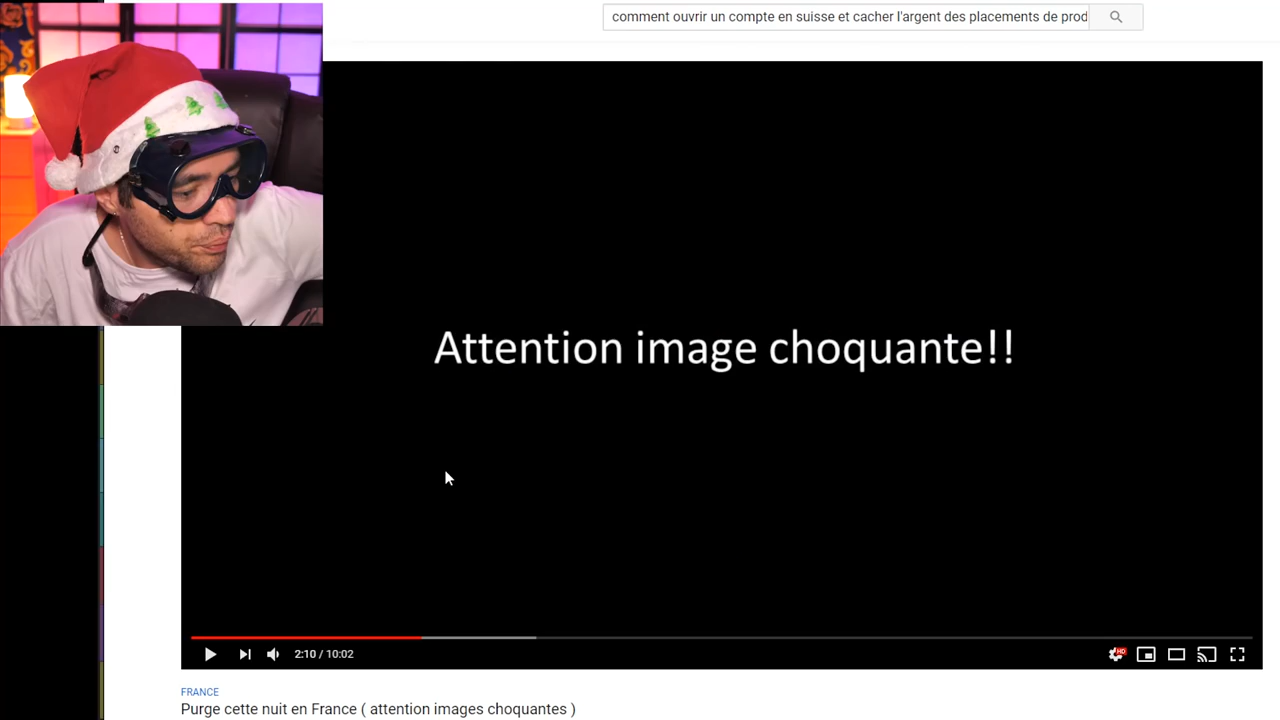 comment ouvrir un compte en suisse et cacher l'argent des placements de prod
Attention image choquante!!
2:10 / 10:02
HD
FRANCE
Purge cette nuit en France ( attention images choquantes )